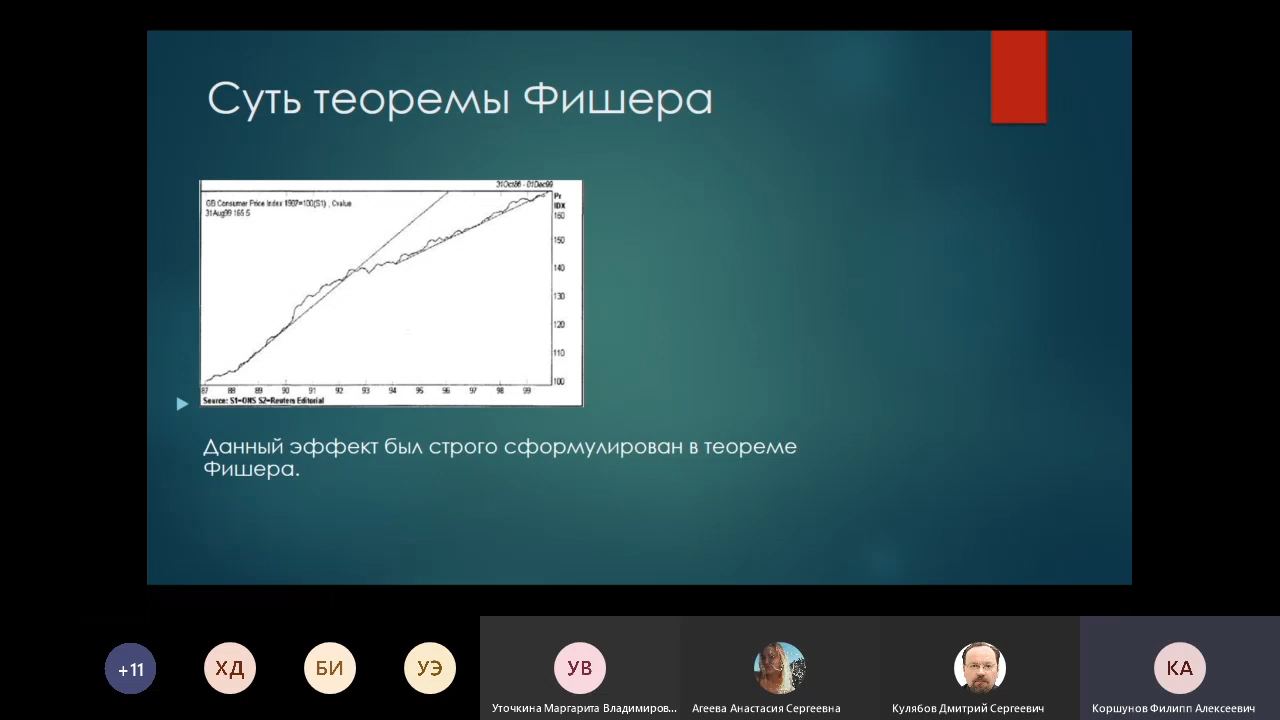 Суть теоремы Фишера
31Oct86 - 01Dec99
GB Consumer Price Index 1987=100(S1) , Cvalue
31Aug99 165.5
Pr
IDX
160
150
140
130
120
110
100
87 88 89 90 91 92 93 94 95 96 97 98 99
Source: S1=ONS S2=Reuters Editorial
Данный эффект был строго сформулирован в теореме
Фишера.
+11
ХД
БИ
УЭ
УВ
КА
Уточкина Маргарита Владимиров...
Агеева Анастасия Сергеевна
Кулябов Дмитрий Сергеевич
Коршунов Филипп Алексеевич